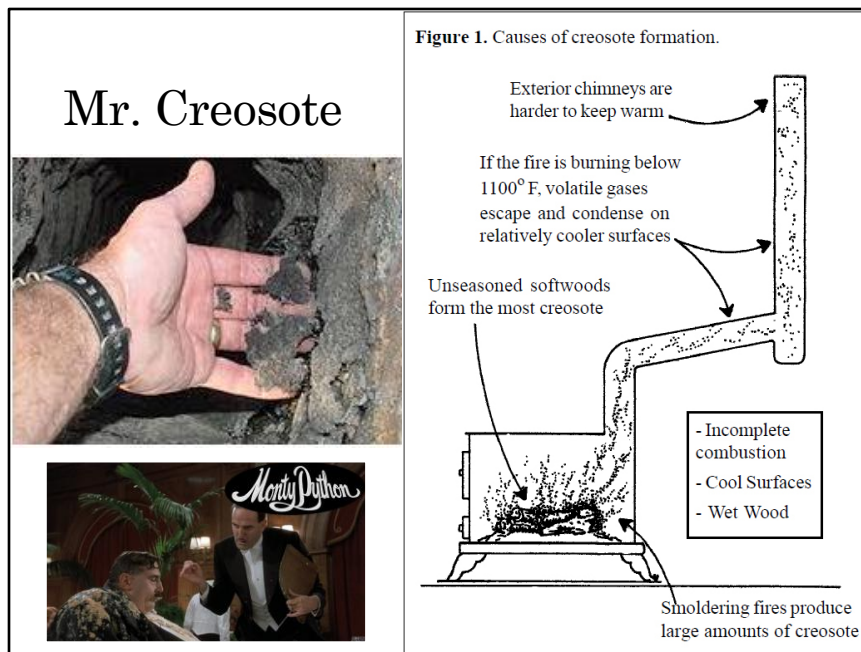 Mr. Creosote
Monty Python
Figure 1. Causes of creosote formation.
Exterior chimneys are
harder to keep warm
If the fire is burning below
1100° F, volatile gases
escape and condense on
relatively cooler surfaces
Unseasoned softwoods
form the most creosote
- Incomplete
combustion
- Cool Surfaces
- Wet Wood
Smoldering fires produce
large amounts of creosote